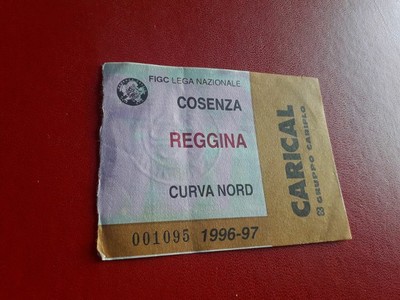 FIGC LEGA NAZIONALE
COSENZA
REGGINA
CURVA NORD
001095 1996-97
CARICAL
GRUPPO CARIPLO